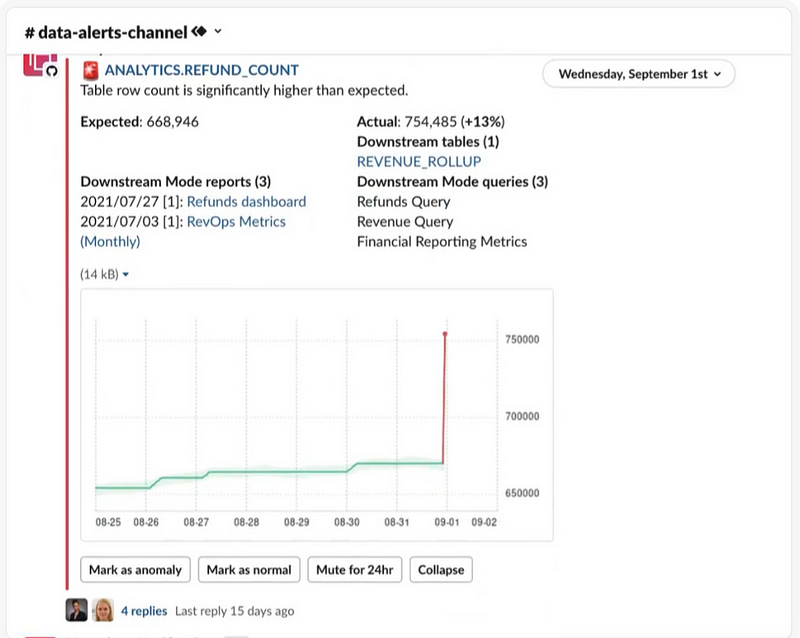 # data-alerts-channel
Wednesday, September 1st
ANALYTICS.REFUND_COUNT
Table row count is significantly higher than expected.
Expected: 668,946
Actual: 754,485 (+13%)
Downstream tables (1)
REVENUE_ROLLUP
Downstream Mode reports (3)
2021/07/27 [1]: Refunds dashboard
2021/07/03 [1]: RevOps Metrics
(Monthly)
Downstream Mode queries (3)
Refunds Query
Revenue Query
Financial Reporting Metrics
(14 kB)
750000
700000
650000
08-25 08-26 08-27 08-28 08-29 08-30 08-31 09-01 09-02
Mark as anomaly Mark as normal Mute for 24hr Collapse
4 replies Last reply 15 days ago